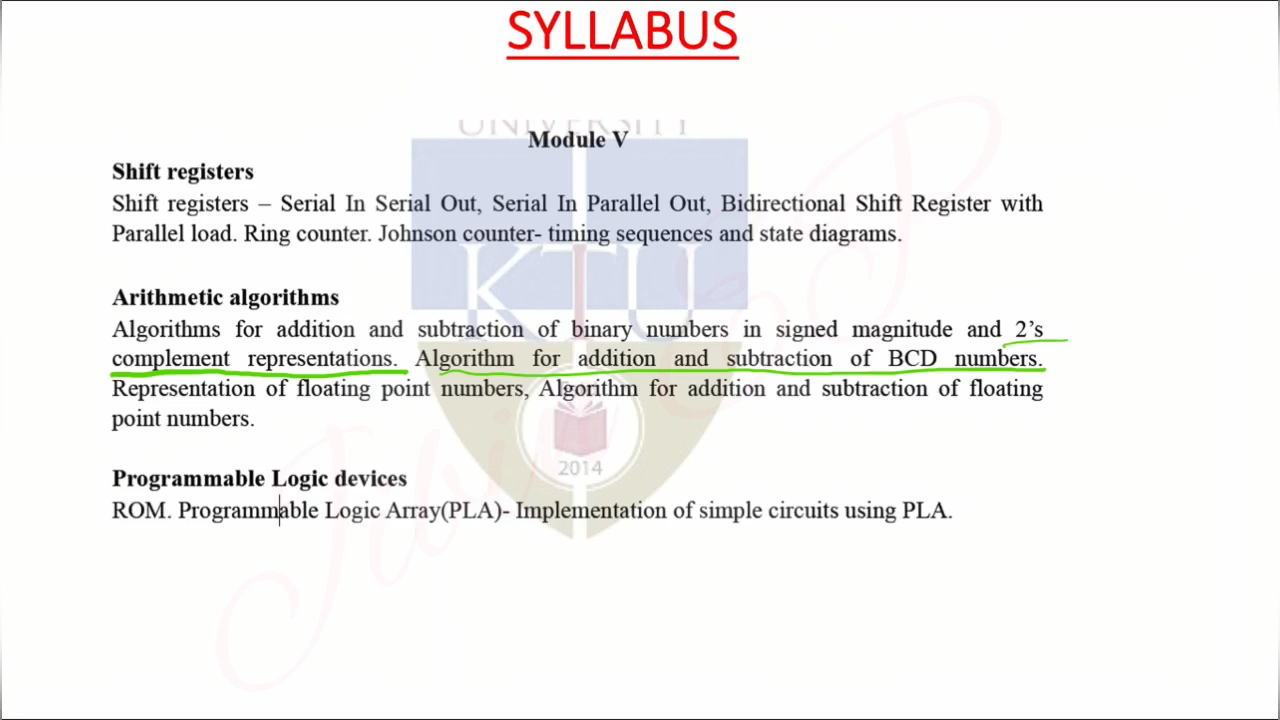 SYLLABUS
UNIVERSITY
Module V
Shift registers
Shift registers – Serial In Serial Out, Serial In Parallel Out, Bidirectional Shift Register with
Parallel load. Ring counter. Johnson counter- timing sequences and state diagrams.
KTU
Arithmetic algorithms
Algorithms for addition and subtraction of binary numbers in signed magnitude and 2’s
complement representations. Algorithm for addition and subtraction of BCD numbers.
Representation of floating point numbers, Algorithm for addition and subtraction of floating
point numbers.
2014
Programmable Logic devices
ROM. Programmable Logic Array(PLA)- Implementation of simple circuits using PLA.